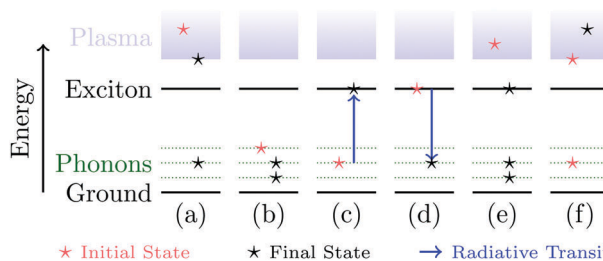 Plasma
Exciton
Phonons
Ground
Energy
(a) (b) (c) (d) (e) (f)
Initial State Final State Radiative Transi